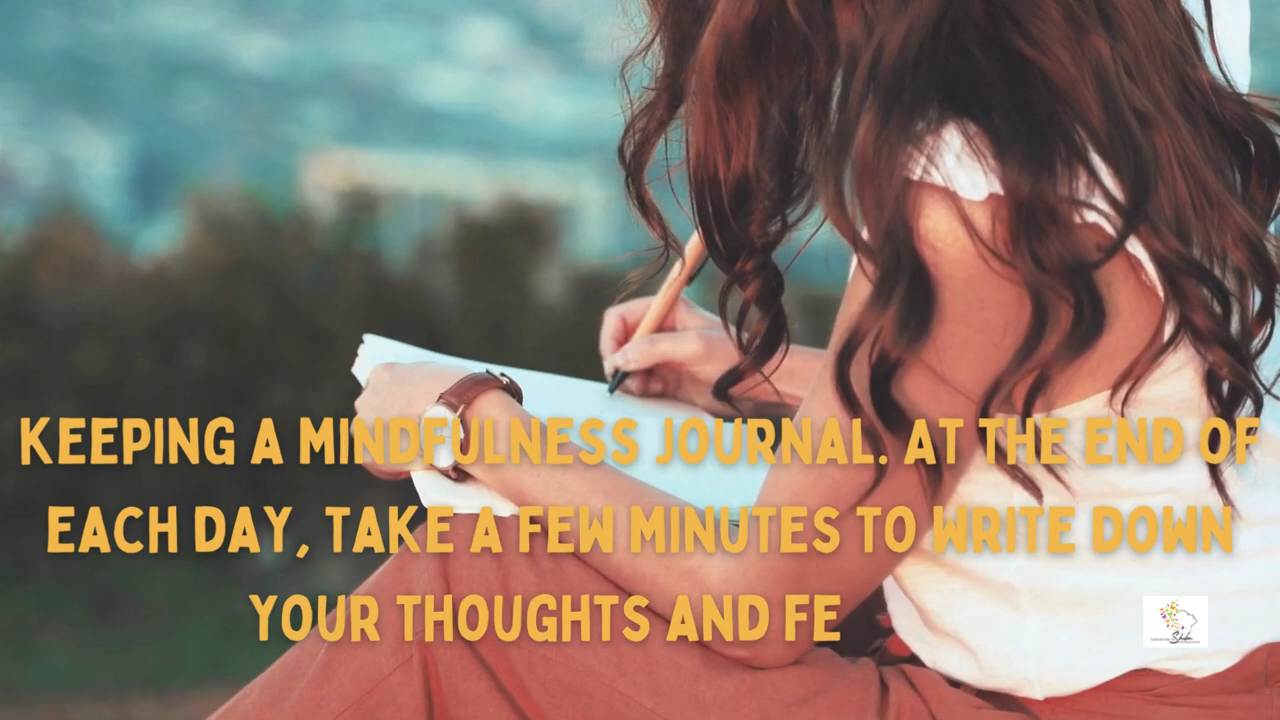 KEEPING A MINDFULNESS JOURNAL. AT THE END OF
EACH DAY, TAKE A FEW MINUTES TO WRITE DOWN
YOUR THOUGHTS AND FE